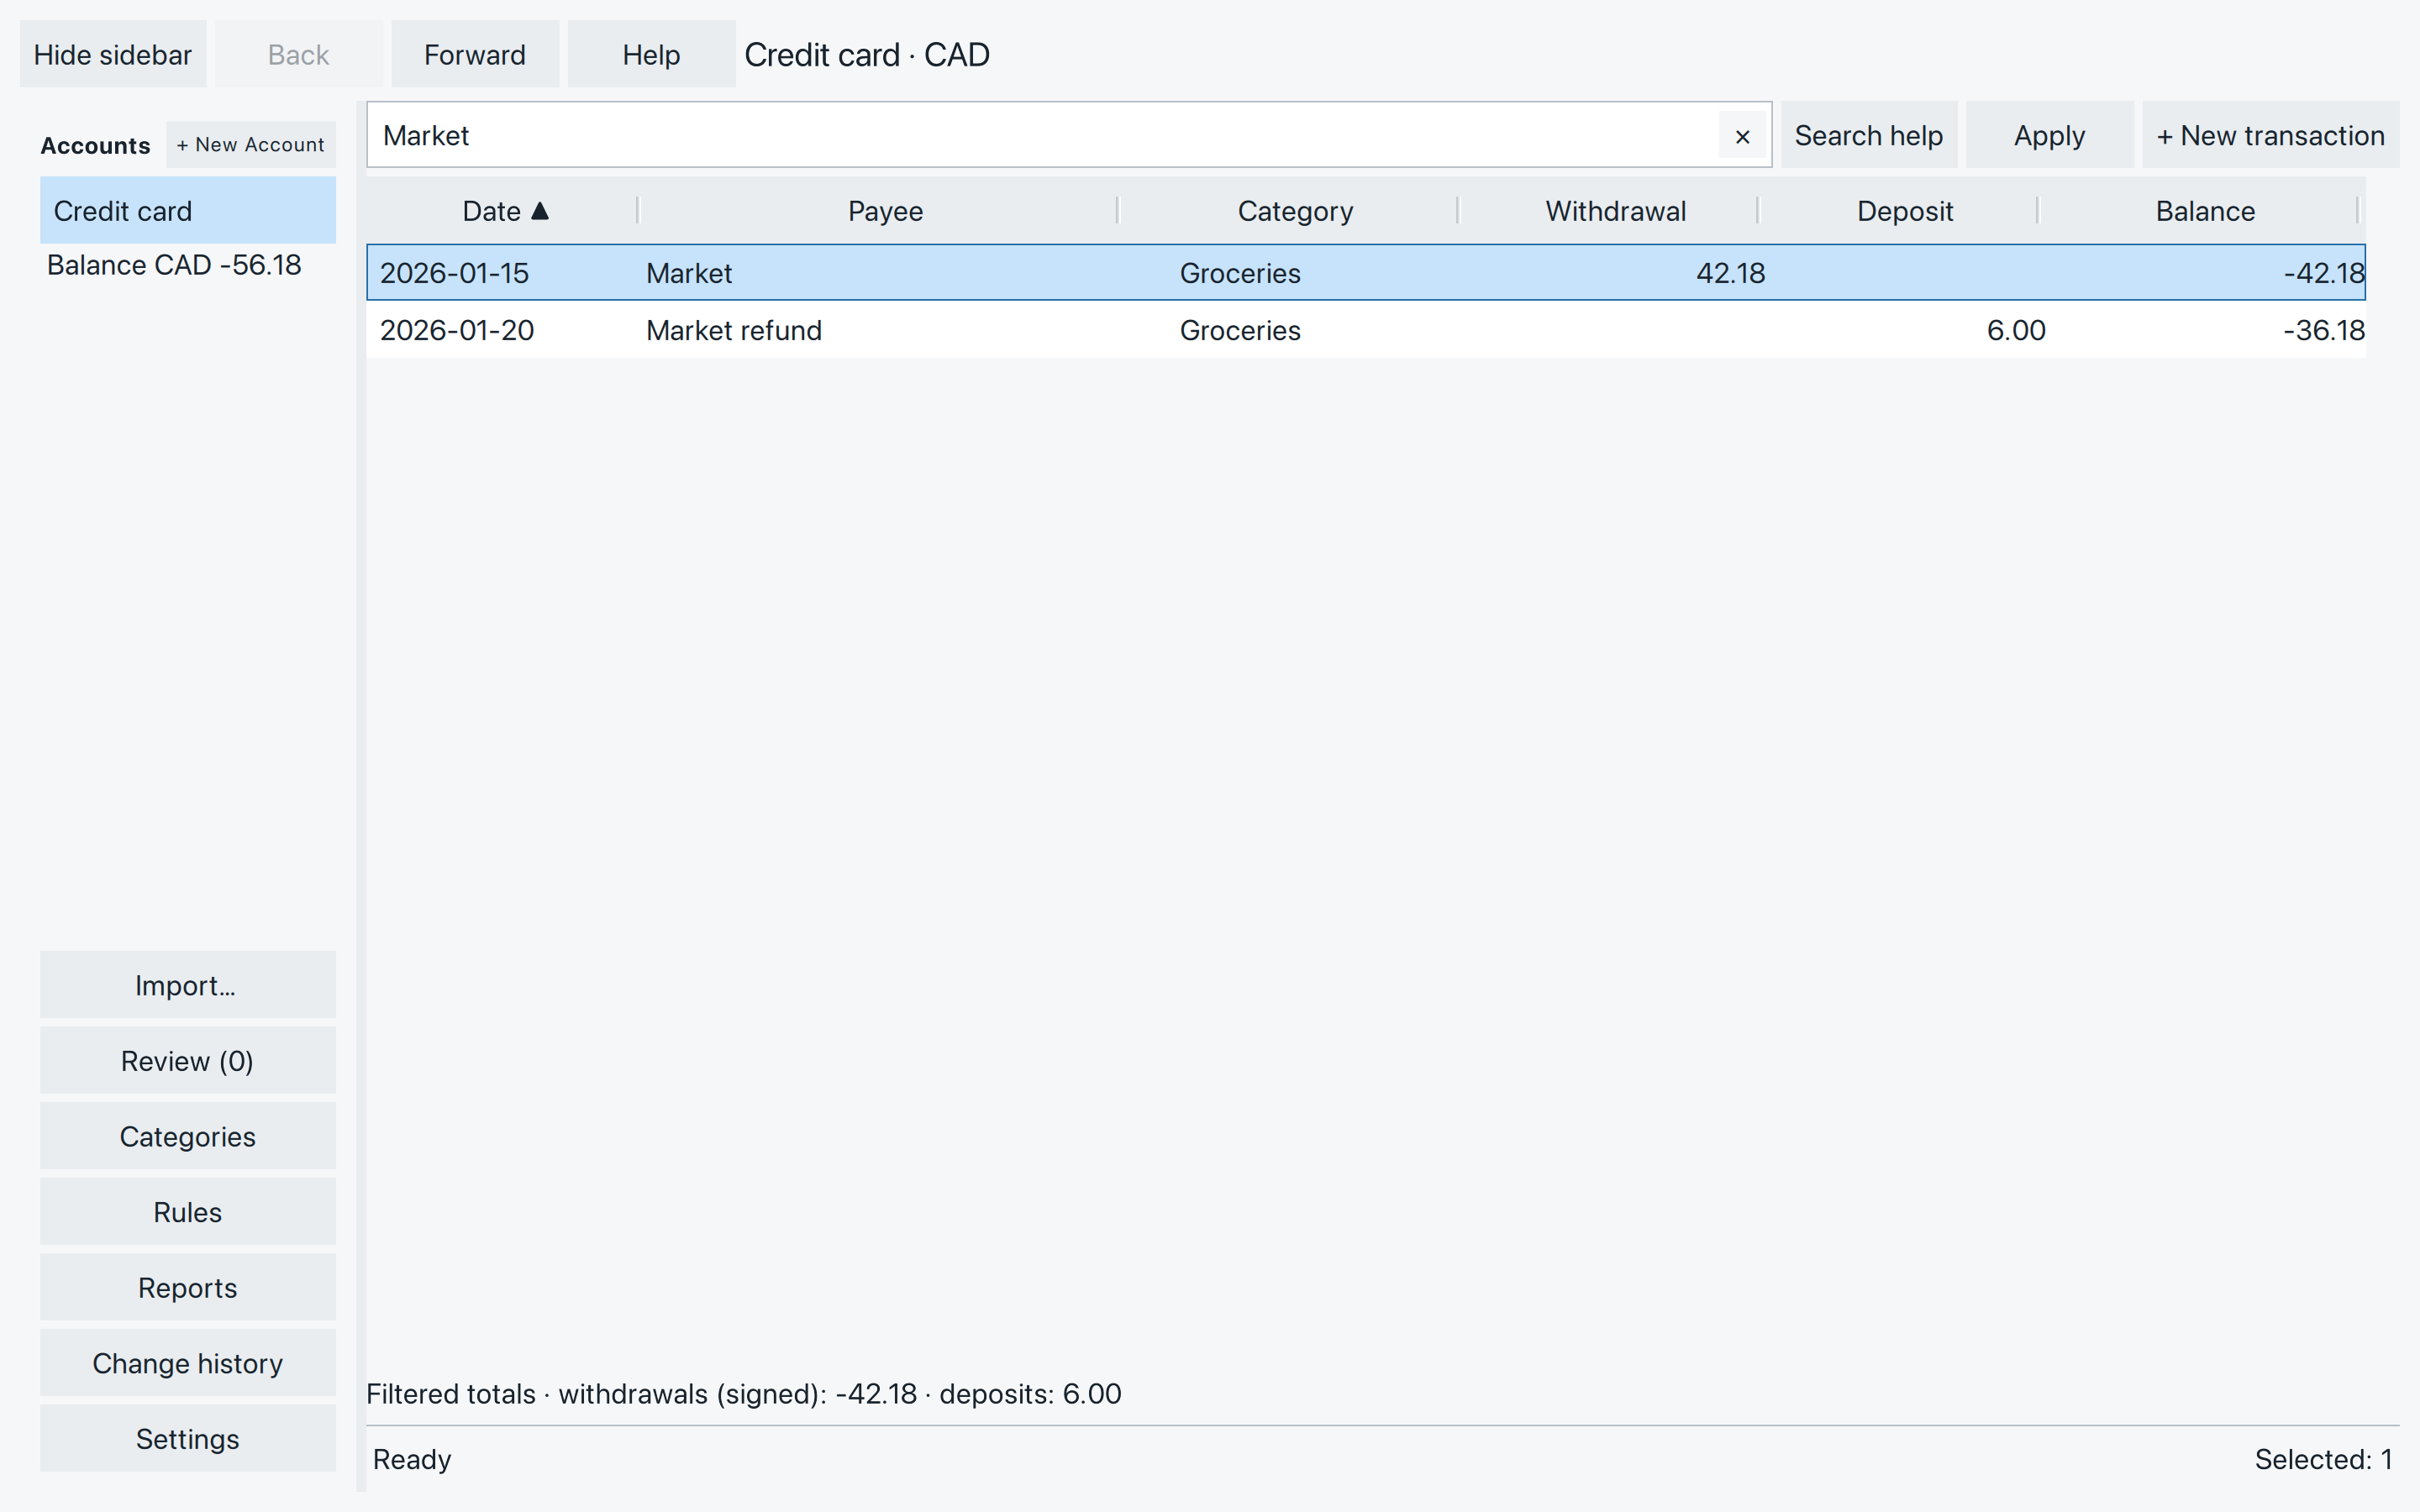 Hide sidebar Back Forward Help Credit card · CAD
Accounts + New Account
Credit card
Balance CAD -56.18
Import...
Review (0)
Categories
Rules
Reports
Change history
Settings
Market × Search help Apply + New transaction
Date ▲ Payee Category Withdrawal Deposit Balance
2026-01-15 Market Groceries 42.18 -42.18
2026-01-20 Market refund Groceries 6.00 -36.18
Filtered totals · withdrawals (signed): -42.18 · deposits: 6.00
Ready Selected: 1